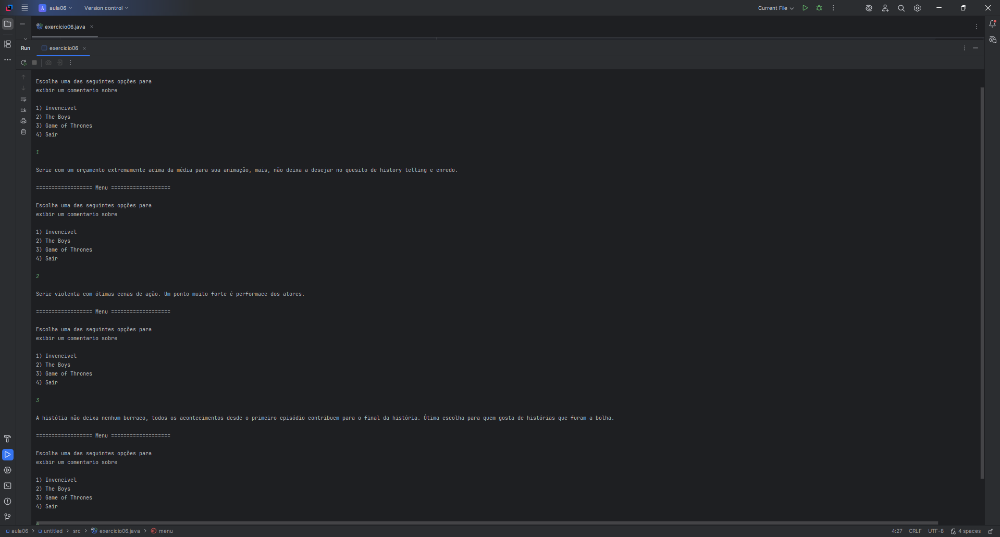 A aula06 Version control Current File
exercicio06.java
Run exercicio06
Escolha uma das seguintes opções para
exibir um comentario sobre
1) Invencivel
2) The Boys
3) Game of Thrones
4) Sair
1
Serie com um orçamento extremamente acima da média para sua animação, mais, não deixa a desejar no quesito de history telling e enredo.
================== Menu ===================
Escolha uma das seguintes opções para
exibir um comentario sobre
1) Invencivel
2) The Boys
3) Game of Thrones
4) Sair
2
Serie violenta com ótimas cenas de ação. Um ponto muito forte é performace dos atores.
================== Menu ===================
Escolha uma das seguintes opções para
exibir um comentario sobre
1) Invencivel
2) The Boys
3) Game of Thrones
4) Sair
3
A histótia não deixa nenhum burraco, todos os acontecimentos desde o primeiro episódio contribuem para o final da história. Ótima escolha para quem gosta de histórias que furam a bolha.
================== Menu ===================
Escolha uma das seguintes opções para
exibir um comentario sobre
1) Invencivel
2) The Boys
3) Game of Thrones
4) Sair
aula06 > untitled > src > exercicio06.java > menu 4:27 CRLF UTF-8 4 spaces